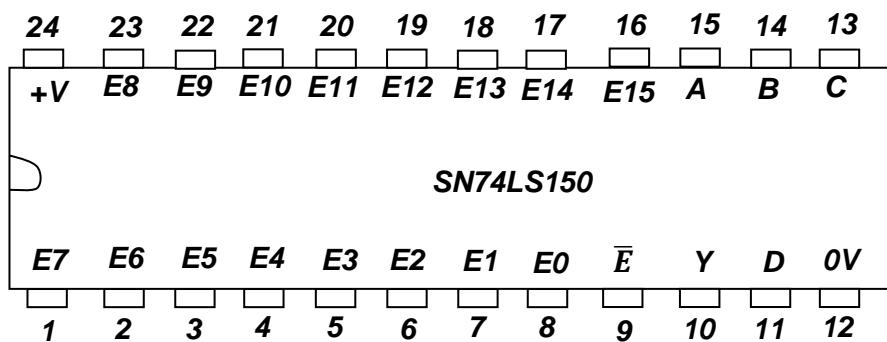 24 23 22 21 20 19 18 17 16 15 14 13
+V E8 E9 E10 E11 E12 E13 E14 E15 A B C
SN74LS150
E7 E6 E5 E4 E3 E2 E1 E0 E̅ Y D 0V
1 2 3 4 5 6 7 8 9 10 11 12